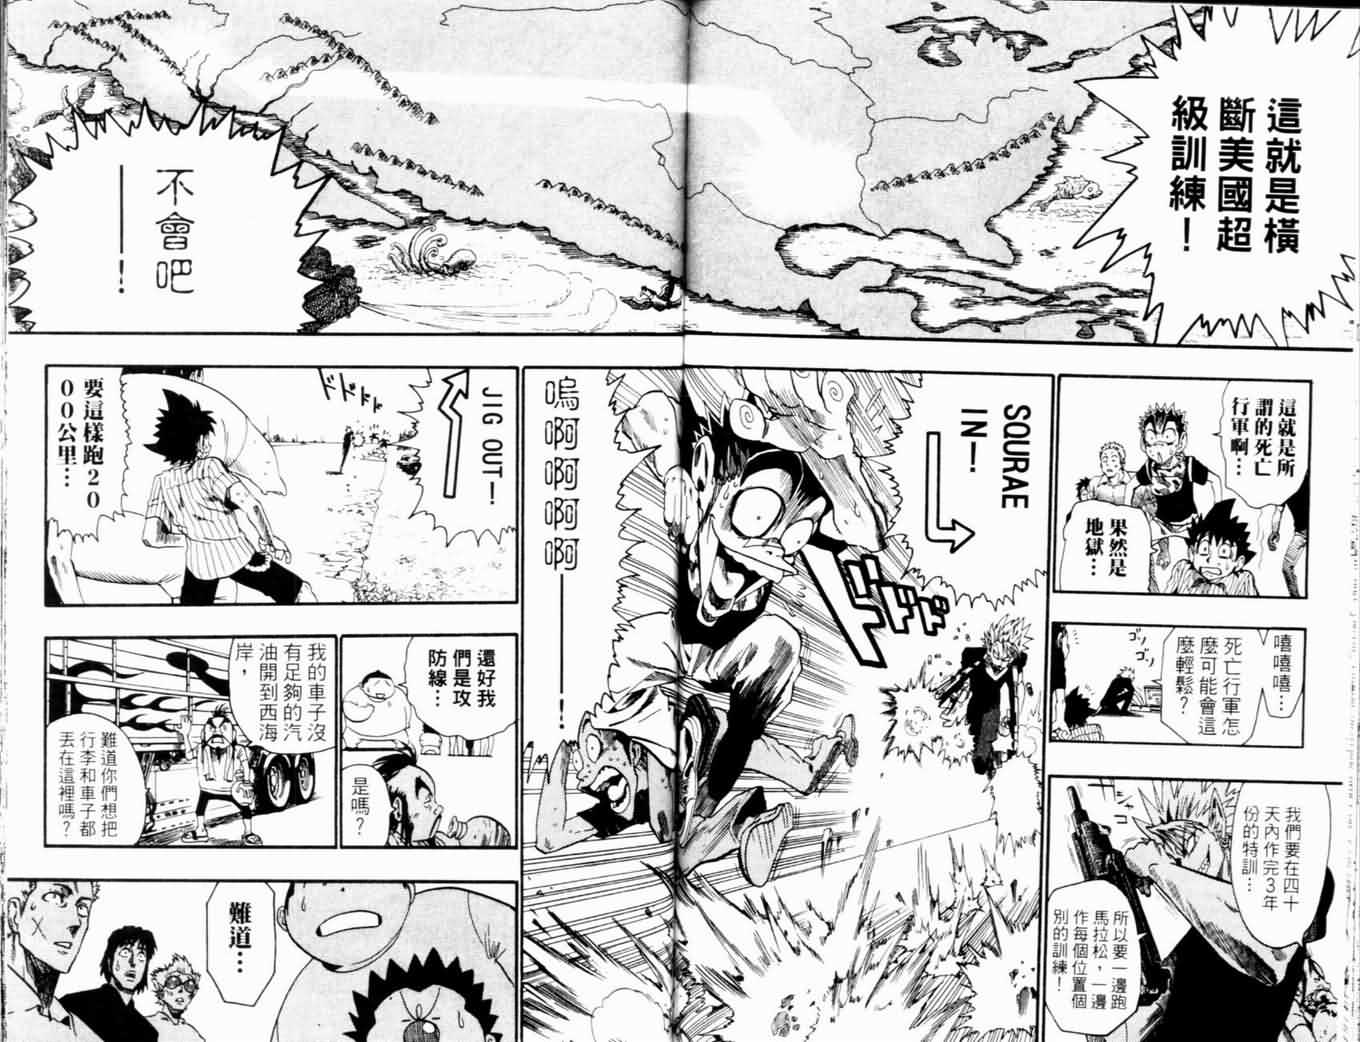 這就是橫
斷美國超
級訓練！
不會吧
——！
這就是所
謂的死亡
行軍啊…
果然是
地獄…
嘻嘻嘻…
死亡行軍怎
麼可能會這
麼輕鬆？
我們要在四十
天內作完3年
份的特訓…
所以要一邊跑
馬拉松，一邊
作每個位置個
別的訓練！
SQURAE
IN—！
嗚啊啊啊啊——！
JIG OUT—！
ドドドド
要這樣跑20
00公里…
還好我
們是攻
防線…
是嗎？
我的車子沒
有足夠的汽
油開到西海
岸，
難道你們想把
行李和車子都
丟在這裡嗎？
難道…